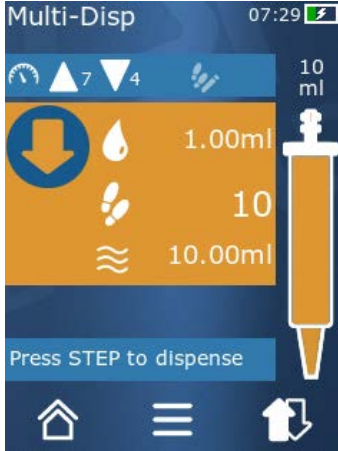 Multi-Disp 07:29
7 4
10
ml
1.00ml
10
10.00ml
Press STEP to dispense